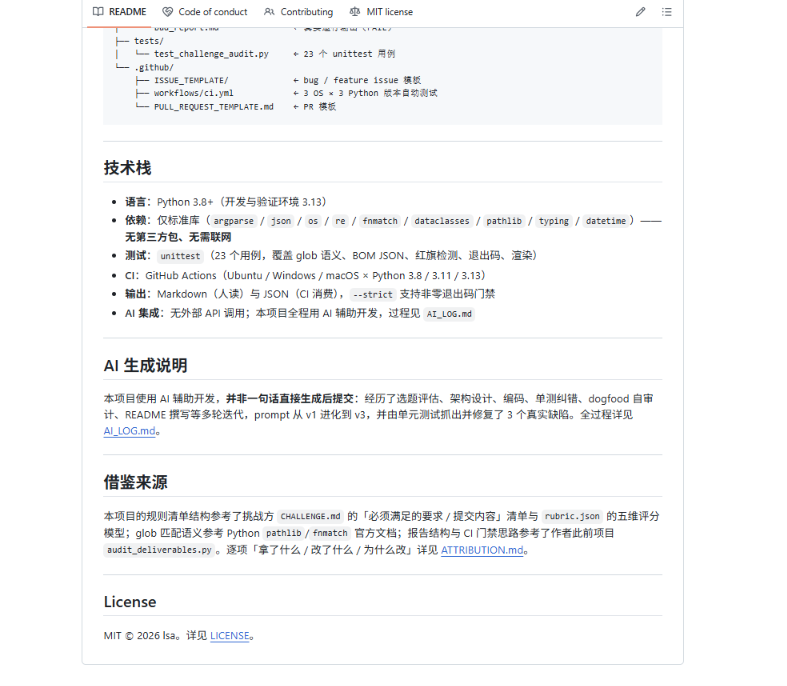 README Code of conduct Contributing MIT license
├── tests/
│ └── test_challenge_audit.py ← 23 个 unittest 用例
└── .github/
├── ISSUE_TEMPLATE/ ← bug / feature issue 模板
├── workflows/ci.yml ← 3 OS × 3 Python 版本自动测试
└── PULL_REQUEST_TEMPLATE.md ← PR 模板
技术栈
• 语言：Python 3.8+（开发与验证环境 3.13）
• 依赖：仅标准库（ argparse / json / os / re / fnmatch / dataclasses / pathlib / typing / datetime ）——
无第三方包、无需联网
• 测试： unittest （23 个用例，覆盖 glob 语义、BOM JSON、红旗检测、退出码、渲染）
• CI：GitHub Actions（Ubuntu / Windows / macOS × Python 3.8 / 3.11 / 3.13）
• 输出：Markdown（人读）与 JSON（CI 消费）， --strict 支持非零退出码门禁
• AI 集成：无外部 API 调用；本项目全程用 AI 辅助开发，过程见 AI_LOG.md
AI 生成说明
本项目使用 AI 辅助开发，并非一句话直接生成后提交：经历了选题评估、架构设计、编码、单测纠错、dogfood 自审
计、README 撰写等多轮迭代，prompt 从 v1 进化到 v3，并由单元测试抓出并修复了 3 个真实缺陷。全过程详见
AI_LOG.md。
借鉴来源
本项目的规则清单结构参考了挑战方 CHALLENGE.md 的「必须满足的要求 / 提交内容」清单与 rubric.json 的五维评分
模型；glob 匹配语义参考 Python pathlib / fnmatch 官方文档；报告结构与 CI 门禁思路参考了作者此前项目
audit_deliverables.py 。逐项「拿了什么 / 改了什么 / 为什么改」详见 ATTRIBUTION.md。
License
MIT © 2026 lsa。详见 LICENSE。